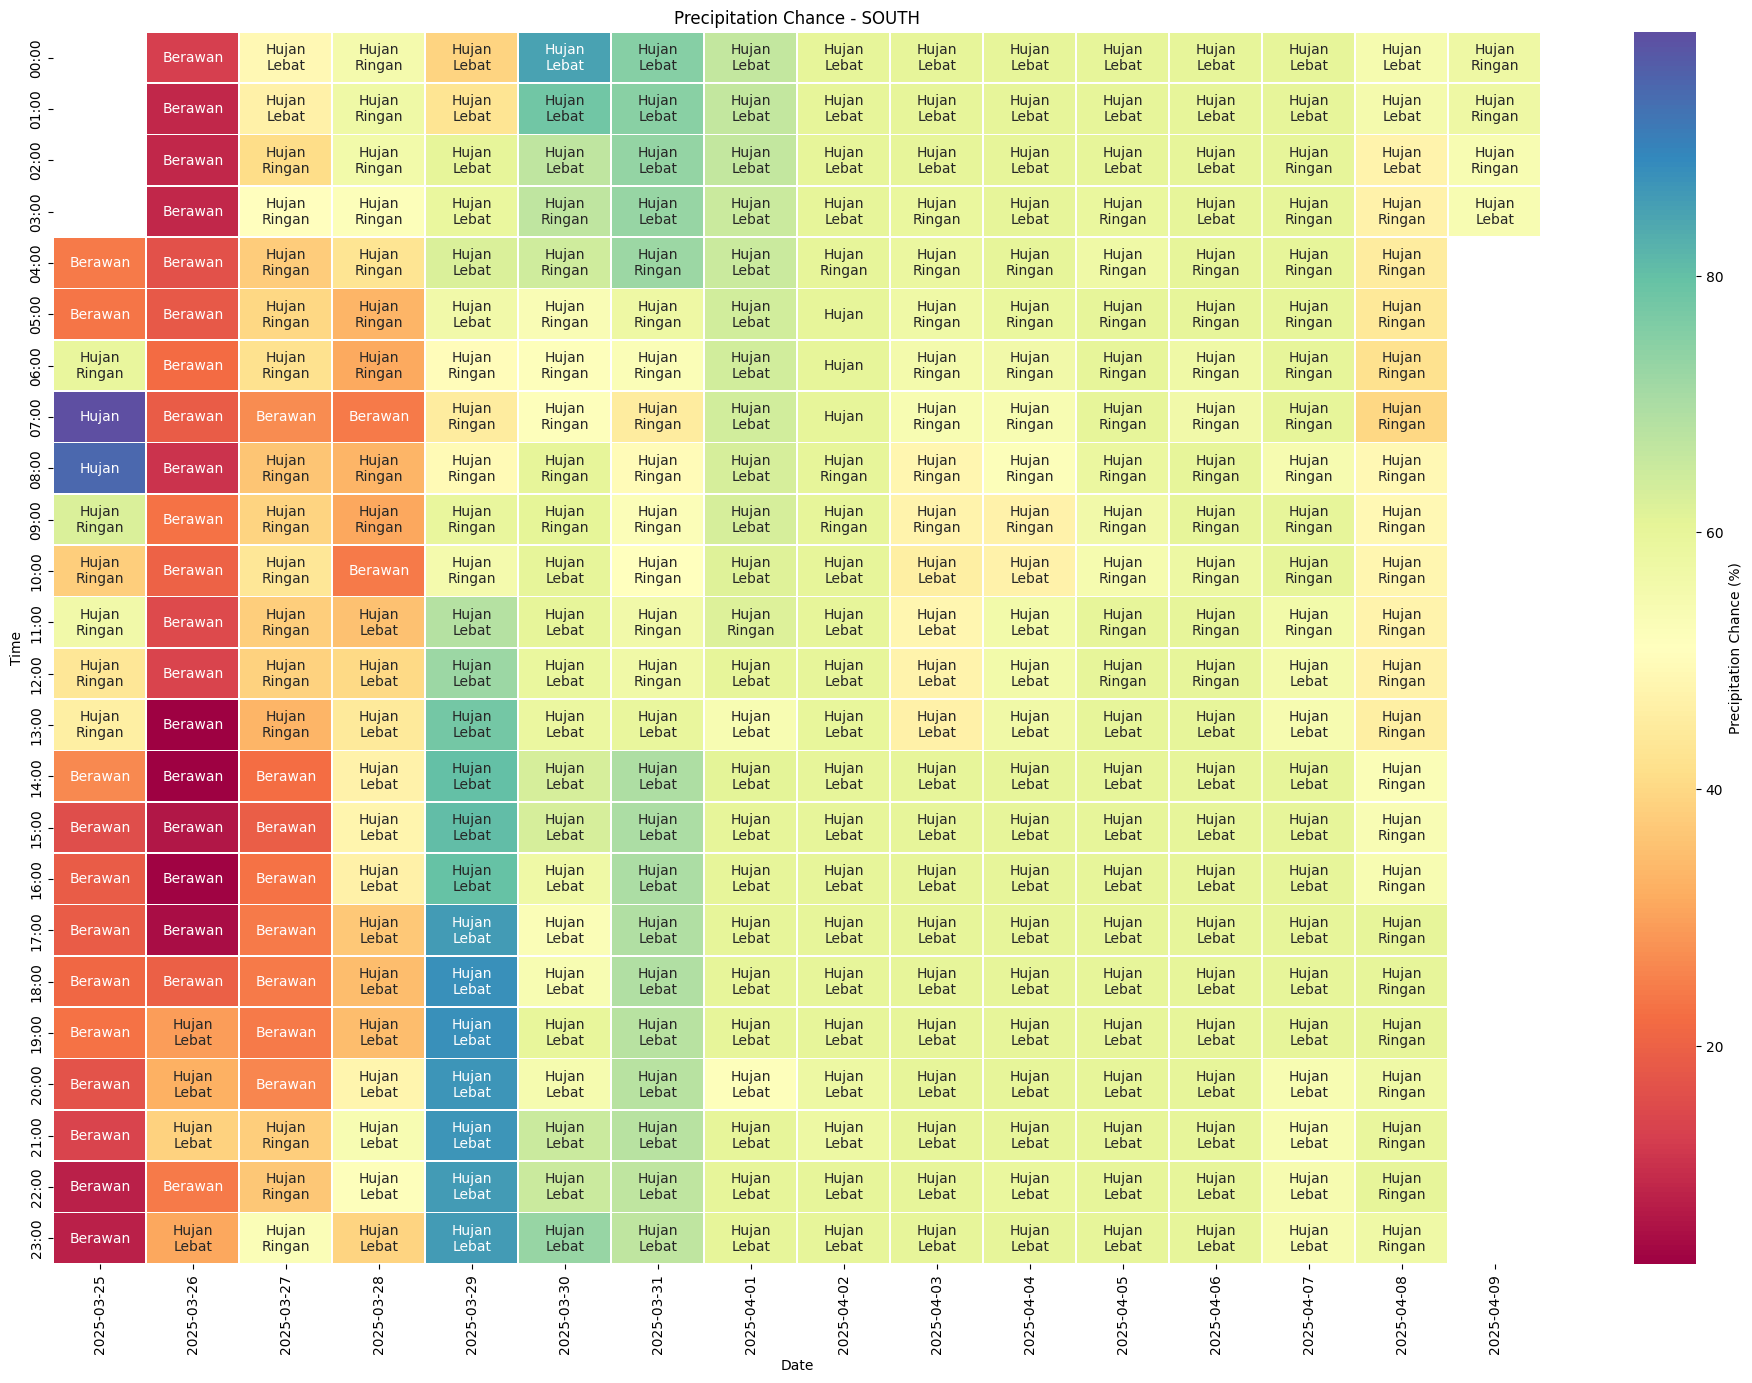 Precipitation Chance - SOUTH
00:00 Berawan Hujan Lebat Hujan Ringan Hujan Lebat Hujan Lebat Hujan Lebat Hujan Lebat Hujan Lebat Hujan Lebat Hujan Lebat Hujan Lebat Hujan Lebat Hujan Lebat Hujan Lebat Hujan Ringan
01:00 Berawan Hujan Lebat Hujan Ringan Hujan Lebat Hujan Lebat Hujan Lebat Hujan Lebat Hujan Lebat Hujan Lebat Hujan Lebat Hujan Lebat Hujan Lebat Hujan Lebat Hujan Lebat Hujan Ringan
02:00 Berawan Hujan Ringan Hujan Ringan Hujan Lebat Hujan Lebat Hujan Lebat Hujan Lebat Hujan Lebat Hujan Lebat Hujan Lebat Hujan Lebat Hujan Lebat Hujan Ringan Hujan Lebat Hujan Ringan
03:00 Berawan Hujan Ringan Hujan Ringan Hujan Lebat Hujan Ringan Hujan Lebat Hujan Lebat Hujan Lebat Hujan Ringan Hujan Lebat Hujan Ringan Hujan Lebat Hujan Ringan Hujan Ringan Hujan Lebat
04:00 Berawan Berawan Hujan Ringan Hujan Ringan Hujan Lebat Hujan Ringan Hujan Ringan Hujan Lebat Hujan Ringan Hujan Ringan Hujan Ringan Hujan Ringan Hujan Ringan Hujan Ringan Hujan Ringan
05:00 Berawan Berawan Hujan Ringan Hujan Ringan Hujan Lebat Hujan Ringan Hujan Ringan Hujan Lebat Hujan Hujan Ringan Hujan Ringan Hujan Ringan Hujan Ringan Hujan Ringan Hujan Ringan
06:00 Hujan Ringan Berawan Hujan Ringan Hujan Ringan Hujan Ringan Hujan Ringan Hujan Ringan Hujan Lebat Hujan Hujan Ringan Hujan Ringan Hujan Ringan Hujan Ringan Hujan Ringan Hujan Ringan
07:00 Hujan Berawan Berawan Berawan Hujan Ringan Hujan Ringan Hujan Ringan Hujan Lebat Hujan Hujan Ringan Hujan Ringan Hujan Ringan Hujan Ringan Hujan Ringan Hujan Ringan
08:00 Hujan Berawan Hujan Ringan Hujan Ringan Hujan Ringan Hujan Ringan Hujan Ringan Hujan Lebat Hujan Ringan Hujan Ringan Hujan Ringan Hujan Ringan Hujan Ringan Hujan Ringan Hujan Ringan
09:00 Hujan Ringan Berawan Hujan Ringan Hujan Ringan Hujan Ringan Hujan Ringan Hujan Ringan Hujan Lebat Hujan Ringan Hujan Ringan Hujan Ringan Hujan Ringan Hujan Ringan Hujan Ringan Hujan Ringan
10:00 Hujan Ringan Berawan Hujan Ringan Berawan Hujan Ringan Hujan Lebat Hujan Ringan Hujan Lebat Hujan Lebat Hujan Lebat Hujan Lebat Hujan Ringan Hujan Ringan Hujan Ringan Hujan Ringan
11:00 Hujan Ringan Berawan Hujan Ringan Hujan Lebat Hujan Lebat Hujan Lebat Hujan Ringan Hujan Ringan Hujan Lebat Hujan Lebat Hujan Lebat Hujan Ringan Hujan Ringan Hujan Ringan Hujan Ringan
12:00 Hujan Ringan Berawan Hujan Ringan Hujan Lebat Hujan Lebat Hujan Lebat Hujan Ringan Hujan Lebat Hujan Lebat Hujan Lebat Hujan Lebat Hujan Ringan Hujan Ringan Hujan Lebat Hujan Ringan
13:00 Hujan Ringan Berawan Hujan Ringan Hujan Lebat Hujan Lebat Hujan Lebat Hujan Lebat Hujan Lebat Hujan Lebat Hujan Lebat Hujan Lebat Hujan Lebat Hujan Lebat Hujan Lebat Hujan Ringan
14:00 Berawan Berawan Berawan Hujan Lebat Hujan Lebat Hujan Lebat Hujan Lebat Hujan Lebat Hujan Lebat Hujan Lebat Hujan Lebat Hujan Lebat Hujan Lebat Hujan Lebat Hujan Ringan
15:00 Berawan Berawan Berawan Hujan Lebat Hujan Lebat Hujan Lebat Hujan Lebat Hujan Lebat Hujan Lebat Hujan Lebat Hujan Lebat Hujan Lebat Hujan Lebat Hujan Lebat Hujan Ringan
16:00 Berawan Berawan Berawan Hujan Lebat Hujan Lebat Hujan Lebat Hujan Lebat Hujan Lebat Hujan Lebat Hujan Lebat Hujan Lebat Hujan Lebat Hujan Lebat Hujan Lebat Hujan Ringan
17:00 Berawan Berawan Berawan Hujan Lebat Hujan Lebat Hujan Lebat Hujan Lebat Hujan Lebat Hujan Lebat Hujan Lebat Hujan Lebat Hujan Lebat Hujan Lebat Hujan Lebat Hujan Ringan
18:00 Berawan Berawan Berawan Hujan Lebat Hujan Lebat Hujan Lebat Hujan Lebat Hujan Lebat Hujan Lebat Hujan Lebat Hujan Lebat Hujan Lebat Hujan Lebat Hujan Lebat Hujan Ringan
19:00 Berawan Hujan Lebat Berawan Hujan Lebat Hujan Lebat Hujan Lebat Hujan Lebat Hujan Lebat Hujan Lebat Hujan Lebat Hujan Lebat Hujan Lebat Hujan Lebat Hujan Lebat Hujan Ringan
20:00 Berawan Hujan Lebat Berawan Hujan Lebat Hujan Lebat Hujan Lebat Hujan Lebat Hujan Lebat Hujan Lebat Hujan Lebat Hujan Lebat Hujan Lebat Hujan Lebat Hujan Lebat Hujan Ringan
21:00 Berawan Hujan Lebat Hujan Ringan Hujan Lebat Hujan Lebat Hujan Lebat Hujan Lebat Hujan Lebat Hujan Lebat Hujan Lebat Hujan Lebat Hujan Lebat Hujan Lebat Hujan Lebat Hujan Ringan
22:00 Berawan Berawan Hujan Ringan Hujan Lebat Hujan Lebat Hujan Lebat Hujan Lebat Hujan Lebat Hujan Lebat Hujan Lebat Hujan Lebat Hujan Lebat Hujan Lebat Hujan Lebat Hujan Ringan
23:00 Berawan Hujan Lebat Hujan Ringan Hujan Lebat Hujan Lebat Hujan Lebat Hujan Lebat Hujan Lebat Hujan Lebat Hujan Lebat Hujan Lebat Hujan Lebat Hujan Lebat Hujan Lebat Hujan Ringan
Time
2025-03-25 2025-03-26 2025-03-27 2025-03-28 2025-03-29 2025-03-30 2025-03-31 2025-04-01 2025-04-02 2025-04-03 2025-04-04 2025-04-05 2025-04-06 2025-04-07 2025-04-08 2025-04-09
Date
80
60
40
20
Precipitation Chance (%)